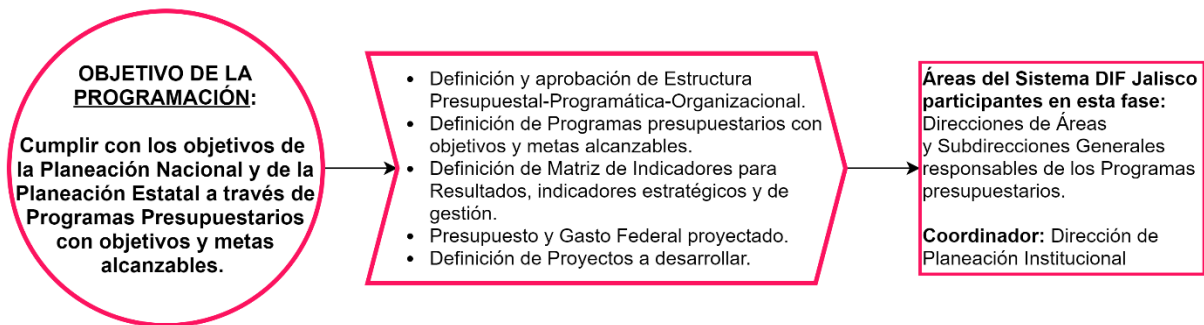 OBJETIVO DE LA
PROGRAMACIÓN:
Cumplir con los objetivos de
la Planeación Nacional y de la
Planeación Estatal a través de
Programas Presupuestarios
con objetivos y metas
alcanzables.
• Definición y aprobación de Estructura
Presupuestal-Programática-Organizacional.
• Definición de Programas presupuestarios con
objetivos y metas alcanzables.
• Definición de Matriz de Indicadores para
Resultados, indicadores estratégicos y de
gestión.
• Presupuesto y Gasto Federal proyectado.
• Definición de Proyectos a desarrollar.
Áreas del Sistema DIF Jalisco
participantes en esta fase:
Direcciones de Áreas
y Subdirecciones Generales
responsables de los Programas
presupuestarios.
Coordinador: Dirección de
Planeación Institucional